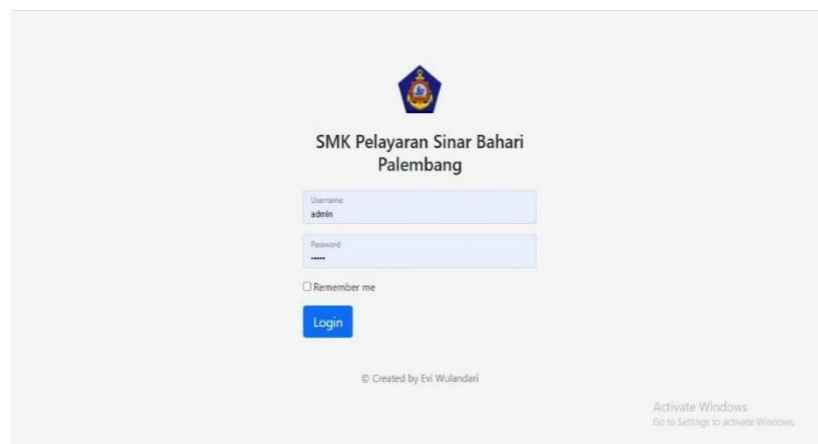 SMK Pelayaran Sinar Bahari
Palembang
Username
admin
Password
•••••
Remember me
Login
© Created by Evi Wulandari
Activate Windows
Go to Settings to activate Windows.